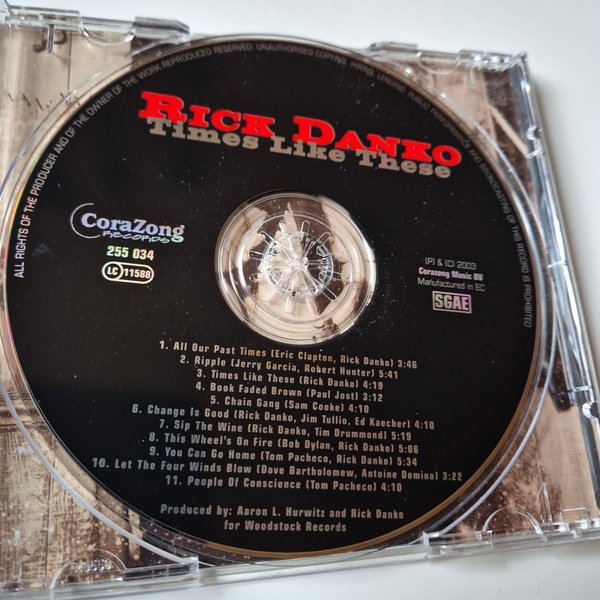 ALL RIGHTS OF THE PRODUCER AND OF THE OWNER OF THE WORK REPRODUCED RESERVED. UNAUTHORISED COPYING, HIRING, LENDING, PUBLIC PERFORMANCE AND BROADCASTING OF THIS RECORD IS PROHIBITED
RICK DANKO
Times Like These
CoraZong
RECORDS
255 034
LC 11588
(P) & (C) 2003
Corazong Music BV
Manufactured in EC
SGAE
1. All Our Past Times (Eric Clapton, Rick Danko) 3:46
2. Ripple (Jerry Garcia, Robert Hunter) 5:41
3. Times Like These (Rick Danko) 4:19
4. Book Faded Brown (Paul Jost) 3:12
5. Chain Gang (Sam Cooke) 4:10
6. Change Is Good (Rick Danko, Jim Tullio, Ed Kaecher) 4:10
7. Sip The Wine (Rick Danko, Tim Drummond) 5:19
8. This Wheel's On Fire (Bob Dylan, Rick Danko) 5:06
9. You Can Go Home (Tom Pacheco, Rick Danko) 5:34
10. Let The Four Winds Blow (Dave Bartholomew, Antoine Domino) 3:22
11. People Of Conscience (Tom Pacheco) 4:10
Produced by: Aaron L. Hurwitz and Rick Danko
for Woodstock Records